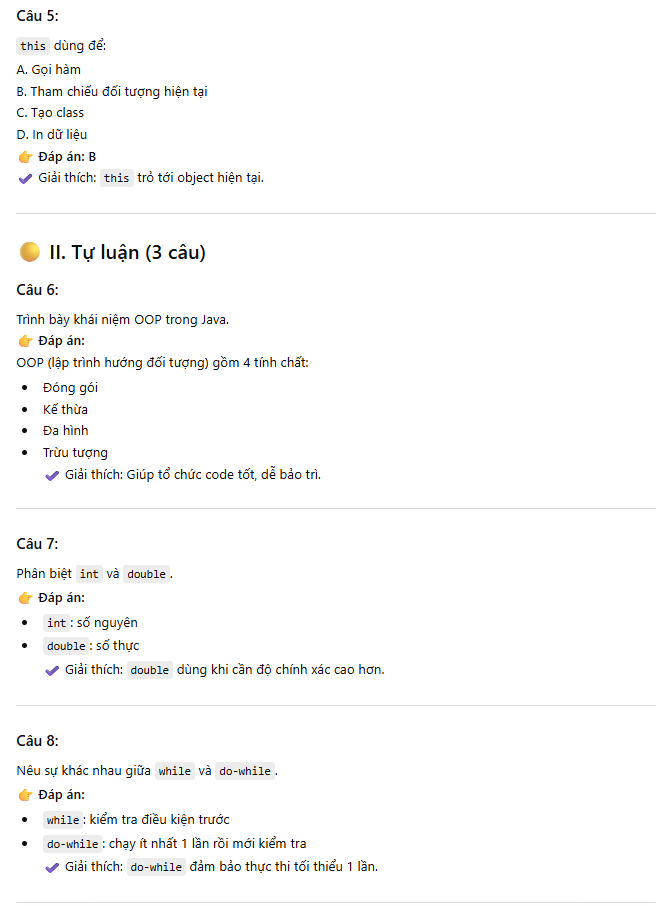 Câu 5:
this dùng để:
A. Gọi hàm
B. Tham chiếu đối tượng hiện tại
C. Tạo class
D. In dữ liệu
👉 Đáp án: B
✔ Giải thích: this trỏ tới object hiện tại.
🟡 II. Tự luận (3 câu)
Câu 6:
Trình bày khái niệm OOP trong Java.
👉 Đáp án:
OOP (lập trình hướng đối tượng) gồm 4 tính chất:
• Đóng gói
• Kế thừa
• Đa hình
• Trừu tượng
✔ Giải thích: Giúp tổ chức code tốt, dễ bảo trì.
Câu 7:
Phân biệt int và double.
👉 Đáp án:
• int: số nguyên
• double: số thực
✔ Giải thích: double dùng khi cần độ chính xác cao hơn.
Câu 8:
Nêu sự khác nhau giữa while và do-while.
👉 Đáp án:
• while: kiểm tra điều kiện trước
• do-while: chạy ít nhất 1 lần rồi mới kiểm tra
✔ Giải thích: do-while đảm bảo thực thi tối thiểu 1 lần.